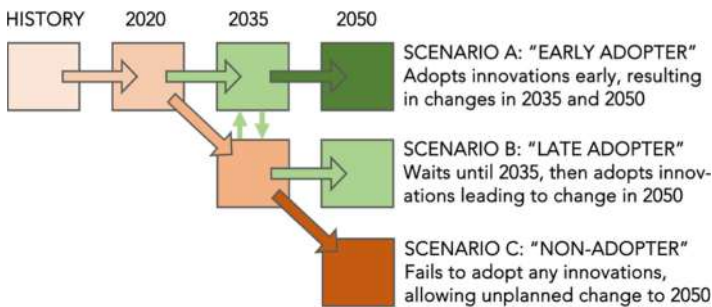 HISTORY 2020 2035 2050
SCENARIO A: "EARLY ADOPTER"
Adopts innovations early, resulting
in changes in 2035 and 2050
SCENARIO B: "LATE ADOPTER"
Waits until 2035, then adopts innov-
ations leading to change in 2050
SCENARIO C: "NON-ADOPTER"
Fails to adopt any innovations,
allowing unplanned change to 2050